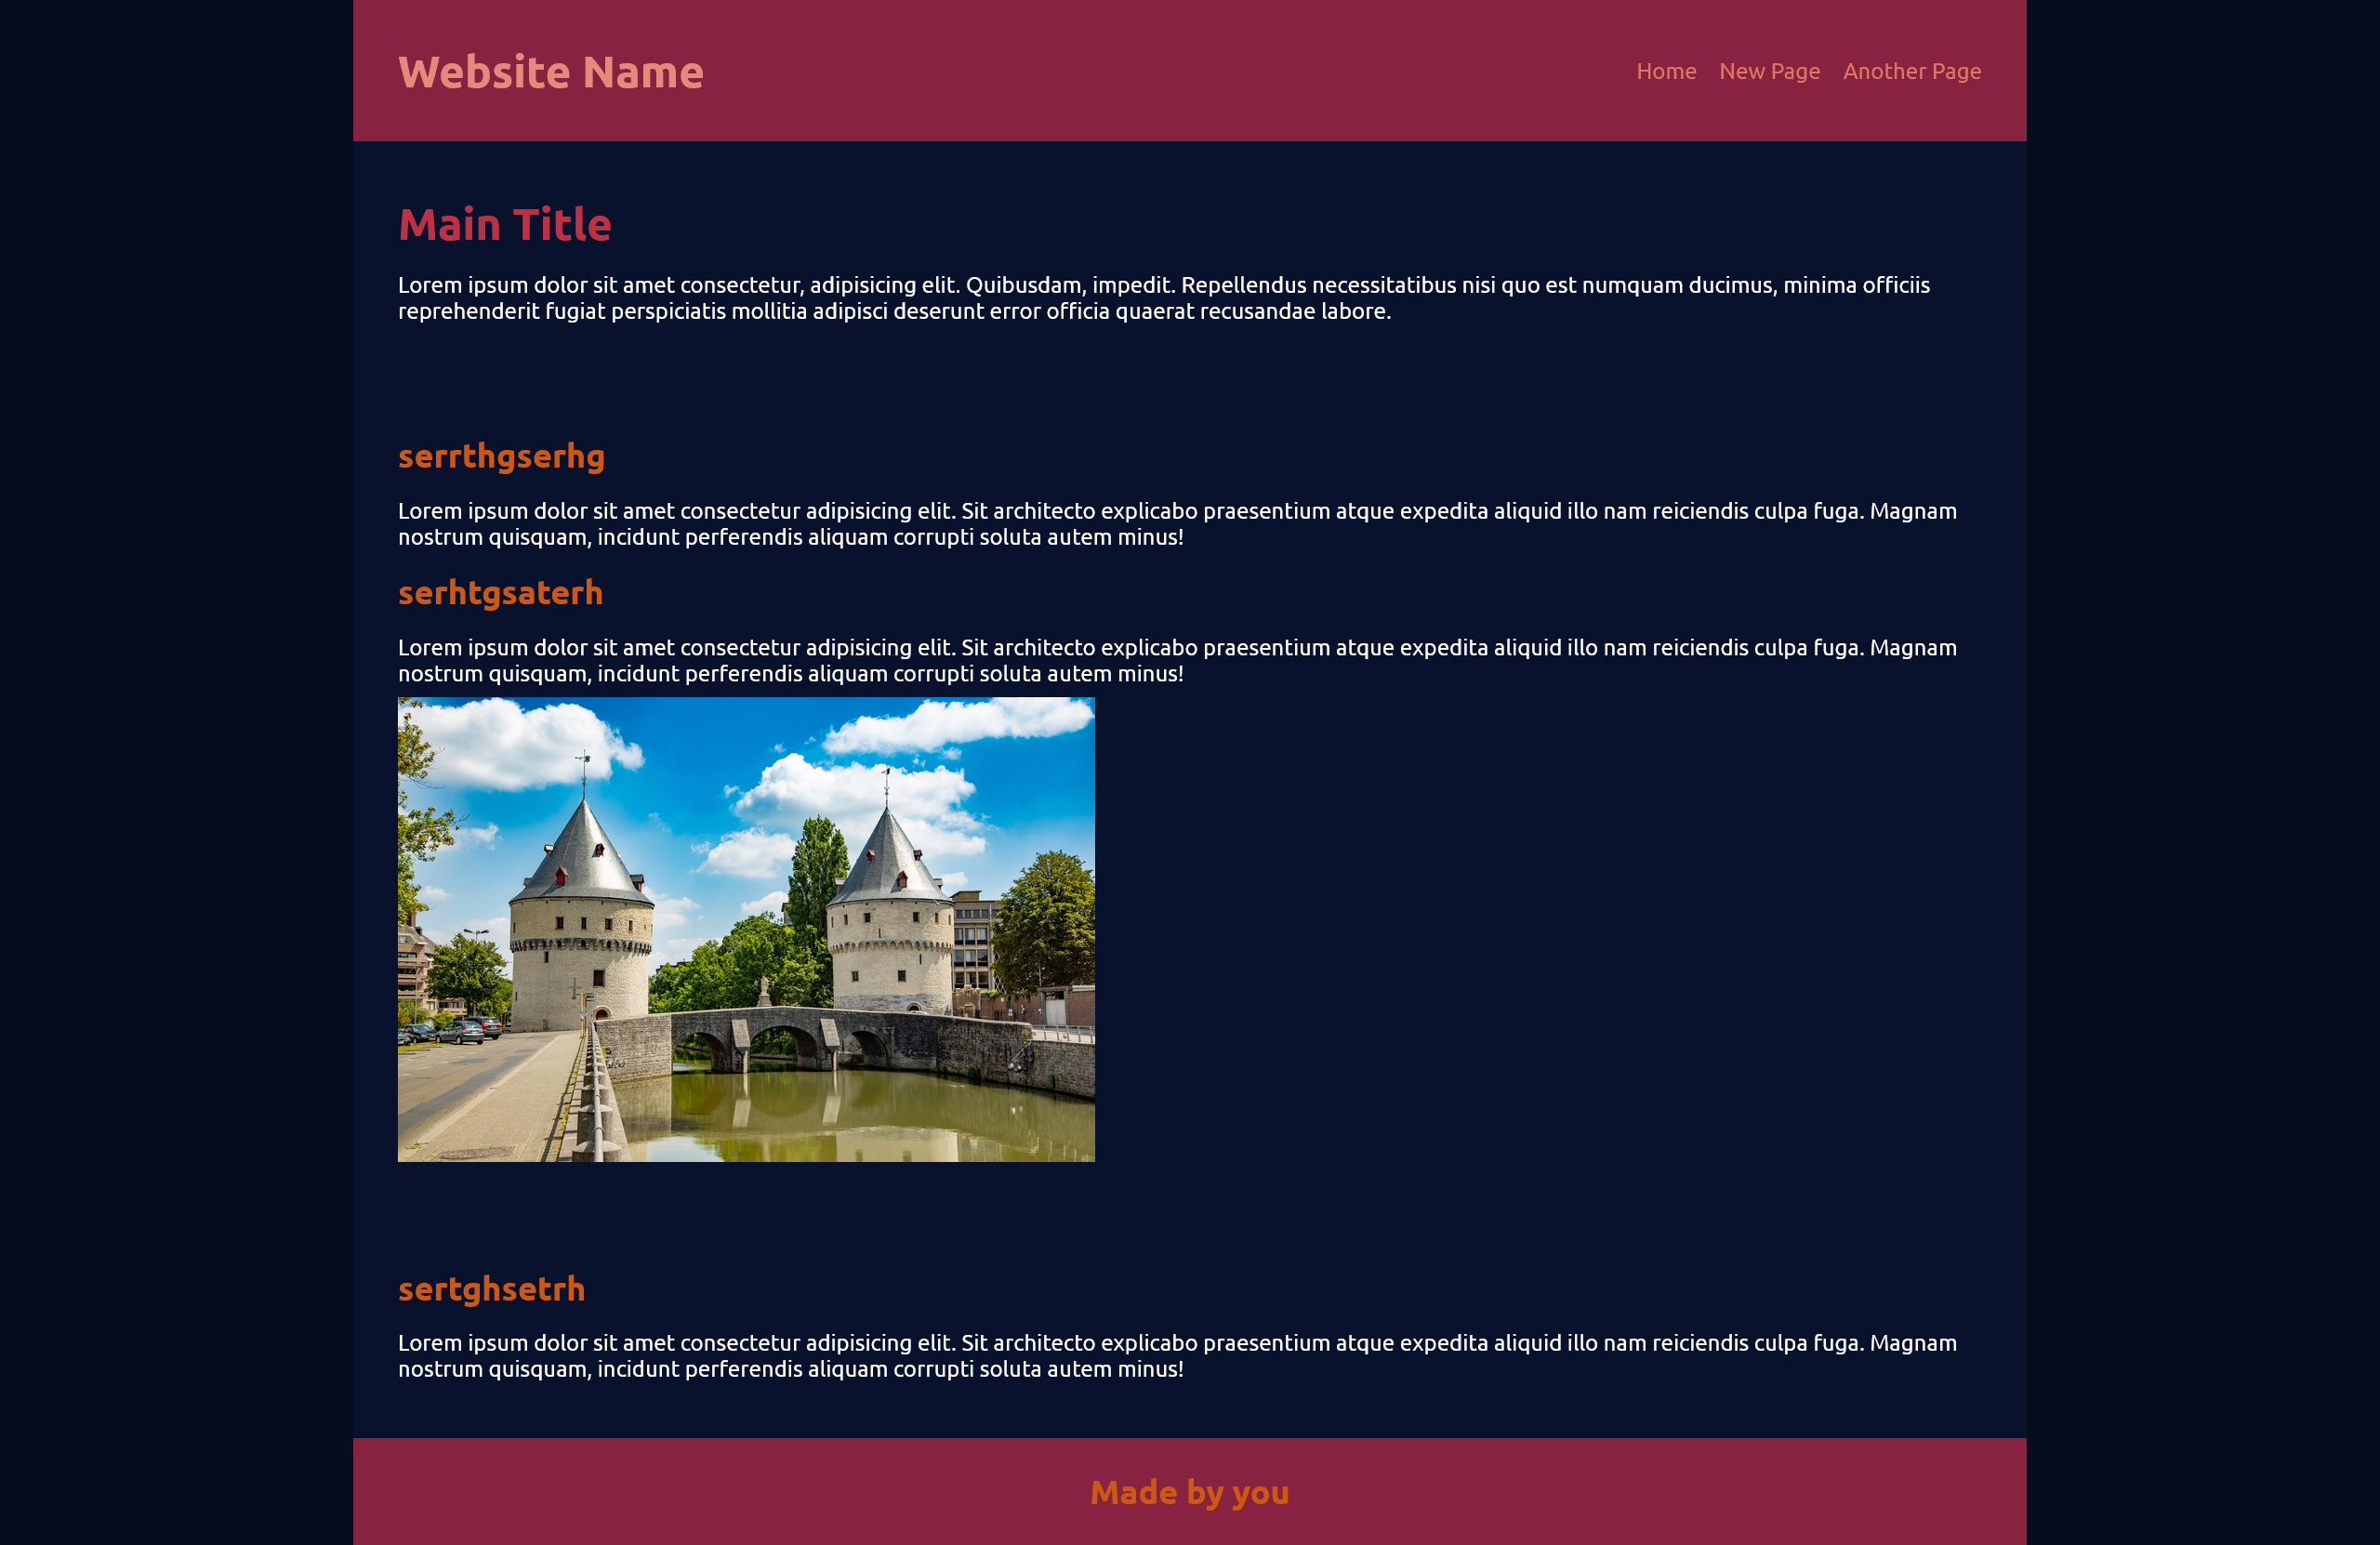 Website Name
Home New Page Another Page
Main Title
Lorem ipsum dolor sit amet consectetur, adipisicing elit. Quibusdam, impedit. Repellendus necessitatibus nisi quo est numquam ducimus, minima officiis
reprehenderit fugiat perspiciatis mollitia adipisci deserunt error officia quaerat recusandae labore.
serrthgserhg
Lorem ipsum dolor sit amet consectetur adipisicing elit. Sit architecto explicabo praesentium atque expedita aliquid illo nam reiciendis culpa fuga. Magnam
nostrum quisquam, incidunt perferendis aliquam corrupti soluta autem minus!
serhtgsaterh
Lorem ipsum dolor sit amet consectetur adipisicing elit. Sit architecto explicabo praesentium atque expedita aliquid illo nam reiciendis culpa fuga. Magnam
nostrum quisquam, incidunt perferendis aliquam corrupti soluta autem minus!
sertghsetrh
Lorem ipsum dolor sit amet consectetur adipisicing elit. Sit architecto explicabo praesentium atque expedita aliquid illo nam reiciendis culpa fuga. Magnam
nostrum quisquam, incidunt perferendis aliquam corrupti soluta autem minus!
Made by you